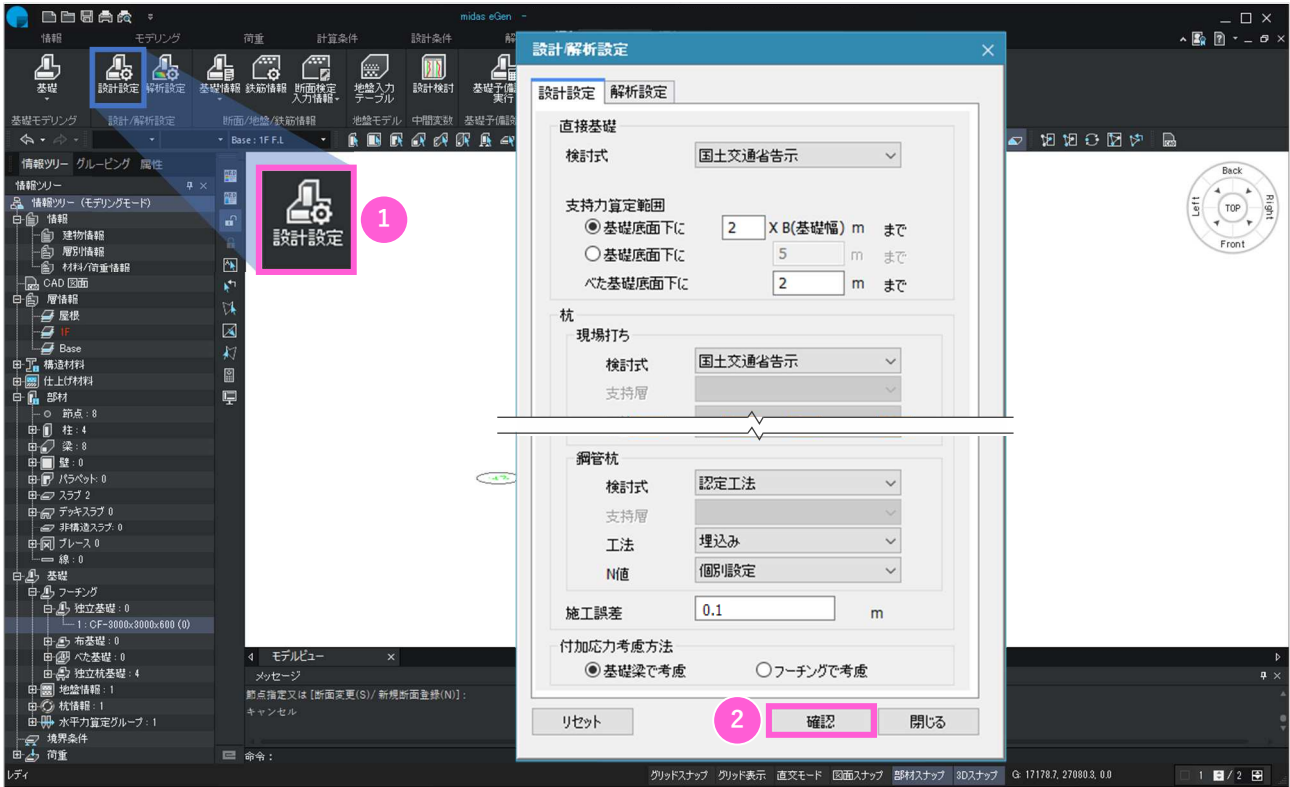 midas eGen -
情報 モデリング 荷重 計算条件 設計条件
基礎 設計設定 解析設定 基礎情報 鉄筋情報 断面検定入力情報 地盤入力テーブル 設計検討
基礎モデリング 設計/解析設定 断面/地盤/鉄筋情報 地盤モデル 中間変数
Base : 1F F.L
情報ツリー グルーピング 属性
情報ツリー
情報ツリー (モデリングモード)
情報
建物情報
層別情報
材料/荷重情報
CAD 図面
層情報
屋根
1F
Base
構造材料
仕上げ材料
部材
節点 : 8
柱 : 4
梁 : 8
壁 : 0
パラペット: 0
スラブ 2
デッキスラブ 0
非構造スラブ: 0
ブレース 0
線 : 0
基礎
フーチング
独立基礎 : 0
1 : CF-3000x3000x600 (0)
布基礎 : 0
べた基礎 : 0
独立杭基礎 : 4
地盤情報 : 1
杭情報 : 1
水平力算定グループ : 1
境界条件
荷重
レディ
設計設定
1
設計/解析設定
設計設定 解析設定
直接基礎
検討式 国土交通省告示
支持力算定範囲
基礎底面下に 2 X B(基礎幅) m まで
基礎底面下に 5 m まで
べた基礎底面下に 2 m まで
杭
現場打ち
検討式 国土交通省告示
支持層
鋼管杭
検討式 認定工法
支持層
工法 埋込み
N値 個別設定
施工誤差 0.1 m
付加応力考慮方法
基礎梁で考慮 フーチングで考慮
リセット 2 確認 閉じる
Back
Left TOP Right
Front
モデルビュー
メッセージ
節点指定又は [断面変更(S)/ 新規断面登録(N)] :
キャンセル
命令 :
グリッドスナップ グリッド表示 直交モード 図面スナップ 部材スナップ 3Dスナップ G: 17178.7, 27080.3, 0.0 1 / 2